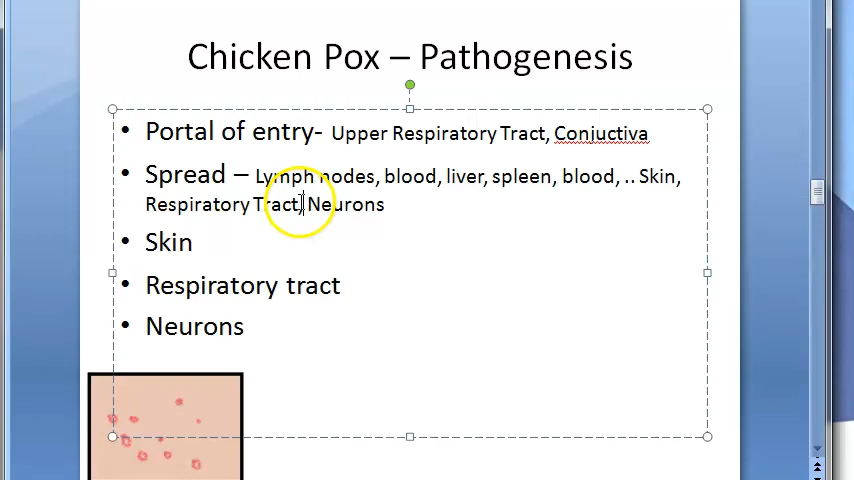 Chicken Pox – Pathogenesis
• Portal of entry- Upper Respiratory Tract, Conjuctiva
• Spread – Lymph nodes, blood, liver, spleen, blood, .. Skin,
Respiratory Tract, Neurons
• Skin
• Respiratory tract
• Neurons